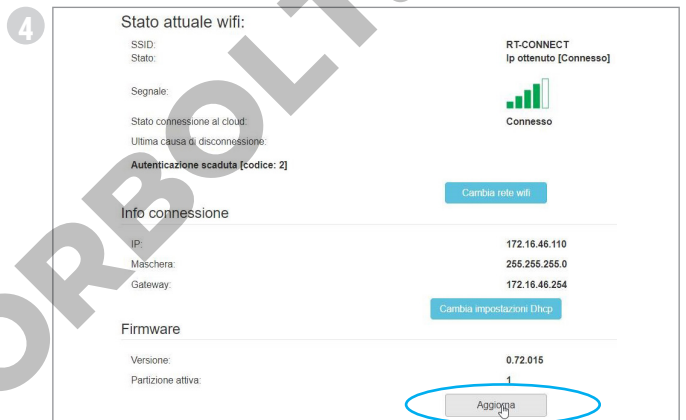 4
Stato attuale wifi:
SSID: RT-CONNECT
Stato: Ip ottenuto [Connesso]
Segnale:
Stato connessione al cloud: Connesso
Ultima causa di disconnessione:
Autenticazione scaduta [codice: 2]
Cambia rete wifi
Info connessione
IP: 172.16.46.110
Maschera: 255.255.255.0
Gateway: 172.16.46.254
Cambia impostazioni Dhcp
Firmware
Versione: 0.72.015
Partizione attiva: 1
Aggiorna
ORBOLT